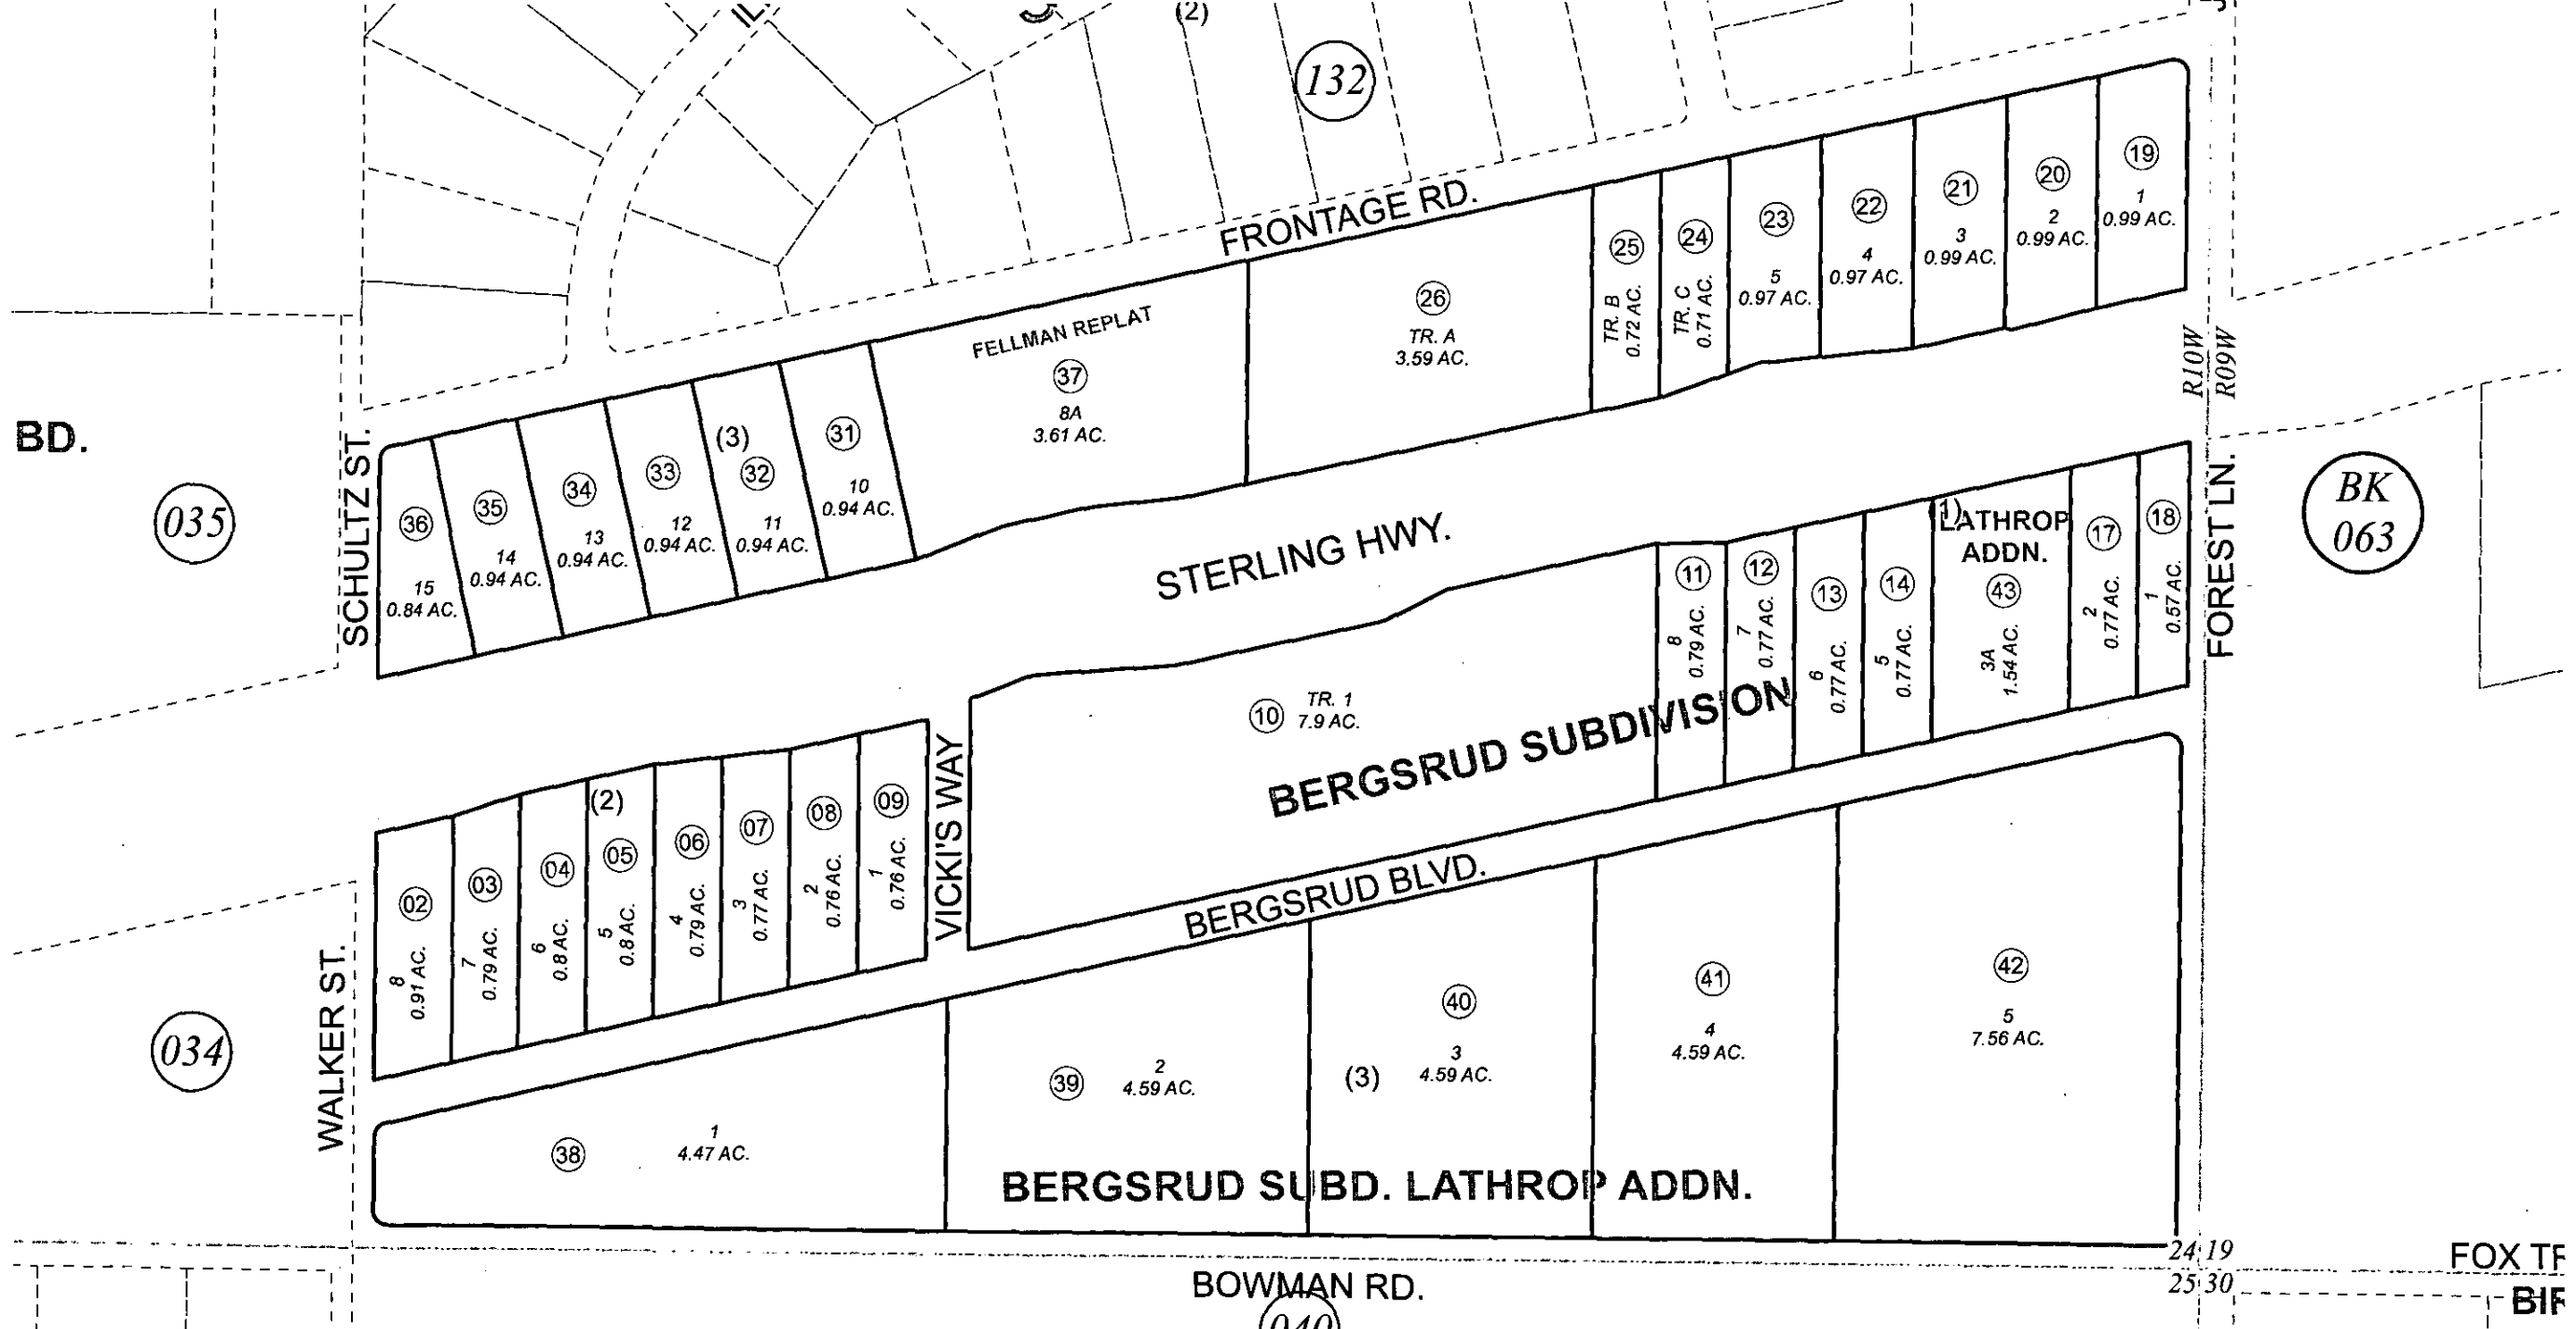 (2)
132
FRONTAGE RD.
19
1
0.99 AC.
20
2
0.99 AC.
21
3
0.99 AC.
22
4
0.97 AC.
23
5
0.97 AC.
24
TR. C
0.71 AC.
25
TR. B
0.72 AC.
26
TR. A
3.59 AC.
FELLMAN REPLAT
37
8A
3.61 AC.
31
10
0.94 AC.
(3)
32
11
0.94 AC.
33
12
0.94 AC.
34
13
0.94 AC.
35
14
0.94 AC.
36
15
0.84 AC.
BD.
035
SCHULTZ ST.
STERLING HWY.
R10W
R09W
BK
063
FOREST LN.
18
1
0.57 AC.
17
2
0.77 AC.
1)
LATHROP
ADDN.
43
3A
1.54 AC.
14
5
0.77 AC.
13
6
0.77 AC.
12
7
0.77 AC.
11
8
0.79 AC.
10
TR. 1
7.9 AC.
BERGSRUD SUBDIVISION
VICKI'S WAY
09
1
0.76 AC.
08
2
0.76 AC.
07
3
0.77 AC.
06
4
0.79 AC.
(2)
05
5
0.8 AC.
04
6
0.8 AC.
03
7
0.79 AC.
02
8
0.91 AC.
034
WALKER ST.
BERGSRUD BLVD.
38
1
4.47 AC.
39
2
4.59 AC.
(3)
40
3
4.59 AC.
41
4
4.59 AC.
42
5
7.56 AC.
BERGSRUD SUBD. LATHROP ADDN.
24 19
25 30
BOWMAN RD.
040
FOX TR
BIR